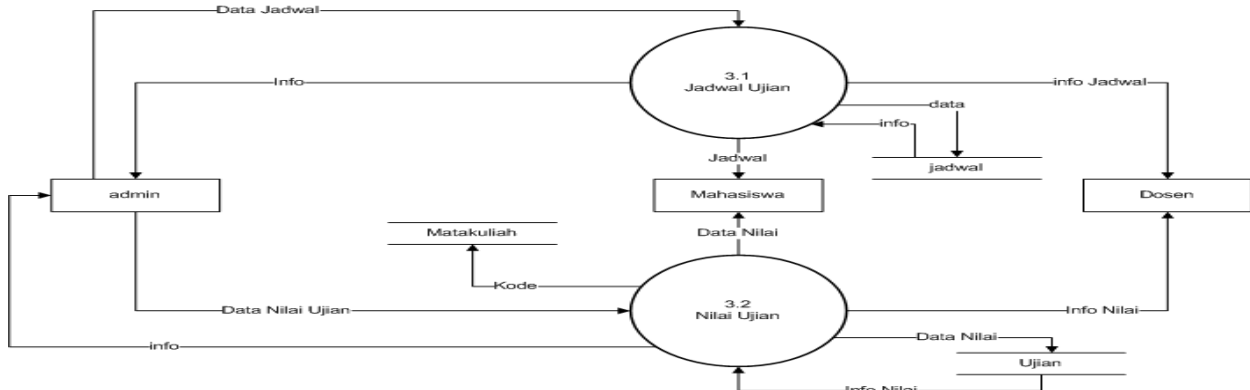 Data Jadwal
3.1
Jadwal Ujian
Info
info Jadwal
data
info
Jadwal
jadwal
admin
Mahasiswa
Dosen
Matakuliah
Data Nilai
Kode
3.2
Nilai Ujian
Data Nilai Ujian
Info Nilai
info
Data Nilai
Ujian
Info Nilai